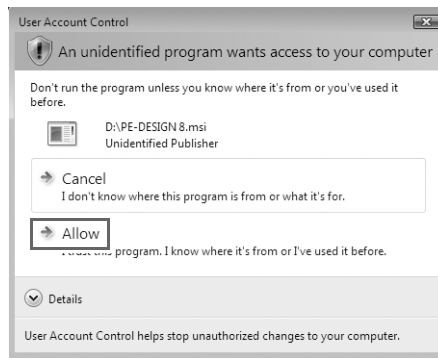 User Account Control
An unidentified program wants access to your computer
Don't run the program unless you know where it's from or you've used it
before.
D:\PE-DESIGN 8.msi
Unidentified Publisher
Cancel
I don't know where this program is from or what it's for.
Allow
I trust this program. I know where it's from or I've used it before.
Details
User Account Control helps stop unauthorized changes to your computer.